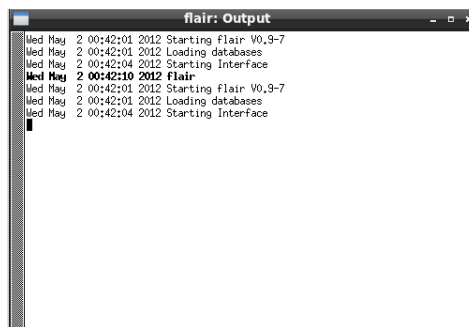 flair: Output
Wed May  2 00:42:01 2012 Starting flair V0.9-7
Wed May  2 00:42:01 2012 Loading databases
Wed May  2 00:42:04 2012 Starting Interface
Wed May  2 00:42:10 2012 flair
Wed May  2 00:42:01 2012 Starting flair V0.9-7
Wed May  2 00:42:01 2012 Loading databases
Wed May  2 00:42:04 2012 Starting Interface